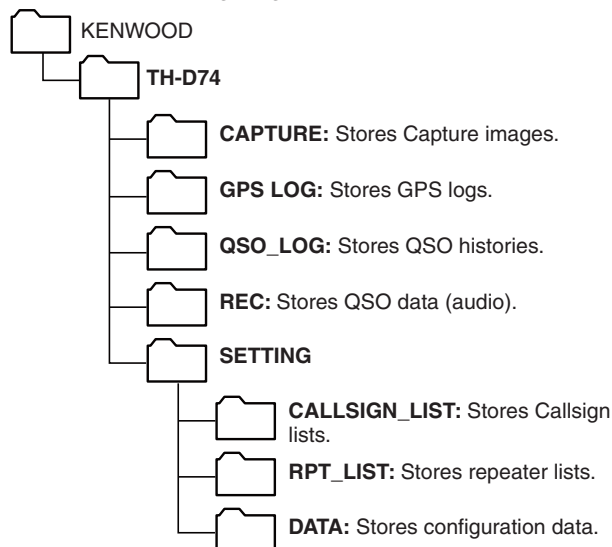 KENWOOD
TH-D74
CAPTURE: Stores Capture images.
GPS LOG: Stores GPS logs.
QSO_LOG: Stores QSO histories.
REC: Stores QSO data (audio).
SETTING
CALLSIGN_LIST: Stores Callsign
lists.
RPT_LIST: Stores repeater lists.
DATA: Stores configuration data.